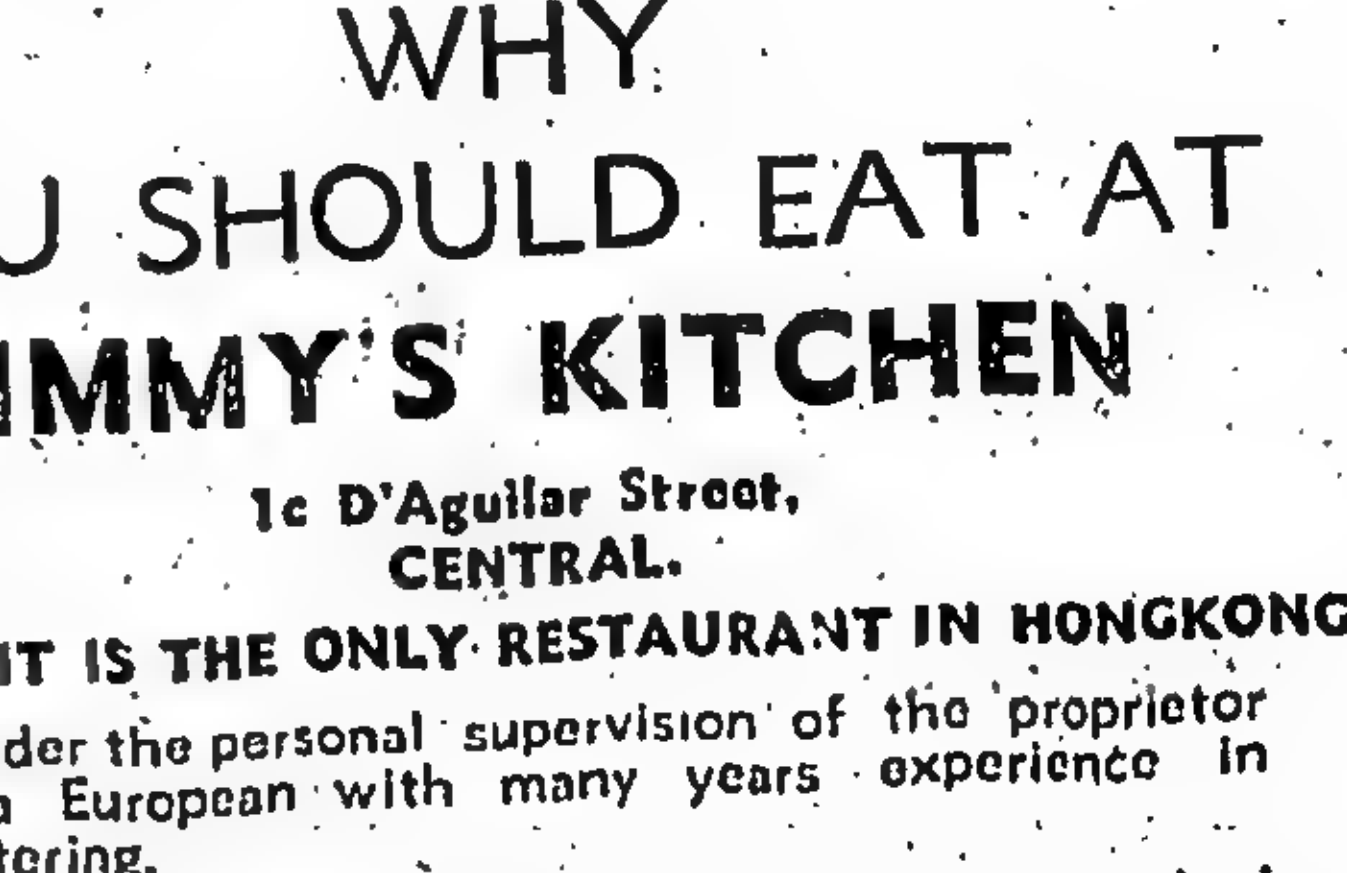 WHY
U SHOULD EAT AT
IMMY'S KITCHEN
1c D'Aguilar Street,
CENTRAL.
IT IS THE ONLY RESTAURANT IN HONGKONG
der the personal supervision of the proprietor
a European with many years experience in
tering.